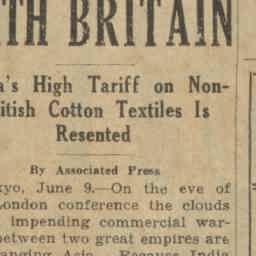 TH BRITAIN
a's High Tariff on Non-
itish Cotton Textiles Is
Resented
By Associated Press
kyo, June 9.—On the eve of
London conference the clouds
impending commercial war-
between two great empires are
anging Asia. Because India